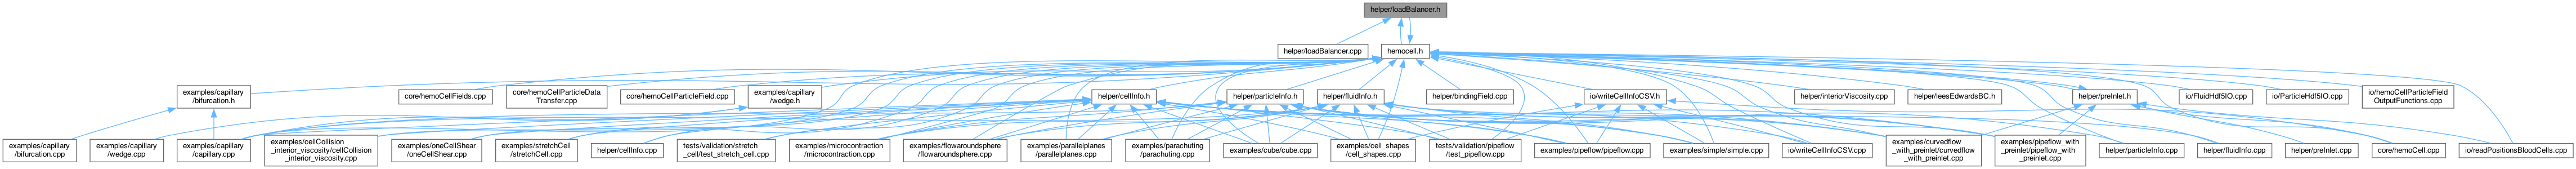 helper/loadBalancer.h
helper/loadBalancer.cpp
hemocell.h
examples/capillary
/bifurcation.h
core/hemoCellFields.cpp
core/hemoCellParticleData
Transfer.cpp
core/hemoCellParticleField.cpp
examples/capillary
/wedge.h
helper/cellInfo.h
helper/particleInfo.h
helper/fluidInfo.h
helper/bindingField.cpp
io/writeCellInfoCSV.h
helper/interiorViscosity.cpp
helper/leesEdwardsBC.h
helper/preInlet.h
io/FluidHdf5IO.cpp
io/ParticleHdf5IO.cpp
io/hemoCellParticleField
OutputFunctions.cpp
examples/capillary
/bifurcation.cpp
examples/capillary
/wedge.cpp
examples/capillary
/capillary.cpp
examples/cellCollision
_interior_viscosity/cellCollision
_interior_viscosity.cpp
examples/oneCellShear
/oneCellShear.cpp
examples/stretchCell
/stretchCell.cpp
helper/cellInfo.cpp
tests/validation/stretch
_cell/test_stretch_cell.cpp
examples/microcontraction
/microcontraction.cpp
examples/flowaroundsphere
/flowaroundsphere.cpp
examples/parallelplanes
/parallelplanes.cpp
examples/parachuting
/parachuting.cpp
examples/cube/cube.cpp
examples/cell_shapes
/cell_shapes.cpp
tests/validation/pipeflow
/test_pipeflow.cpp
examples/pipeflow/pipeflow.cpp
examples/simple/simple.cpp
io/writeCellInfoCSV.cpp
examples/curvedflow
_with_preinlet/curvedflow
_with_preinlet.cpp
examples/pipeflow_with
_preinlet/pipeflow_with
_preinlet.cpp
helper/particleInfo.cpp
helper/fluidInfo.cpp
helper/preInlet.cpp
core/hemoCell.cpp
io/readPositionsBloodCells.cpp